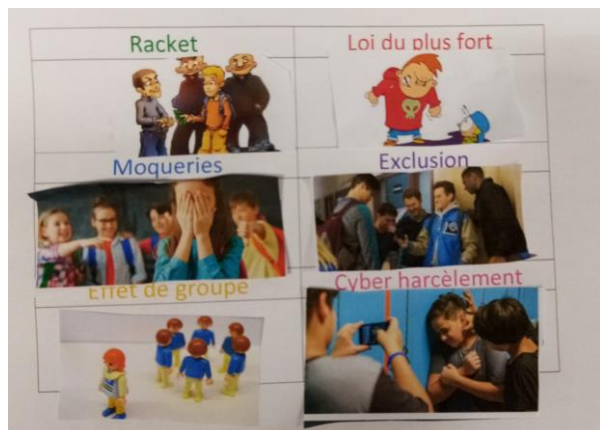 Racket
Loi du plus fort
Moqueries
Exclusion
Effet de groupe
Cyber harcèlement